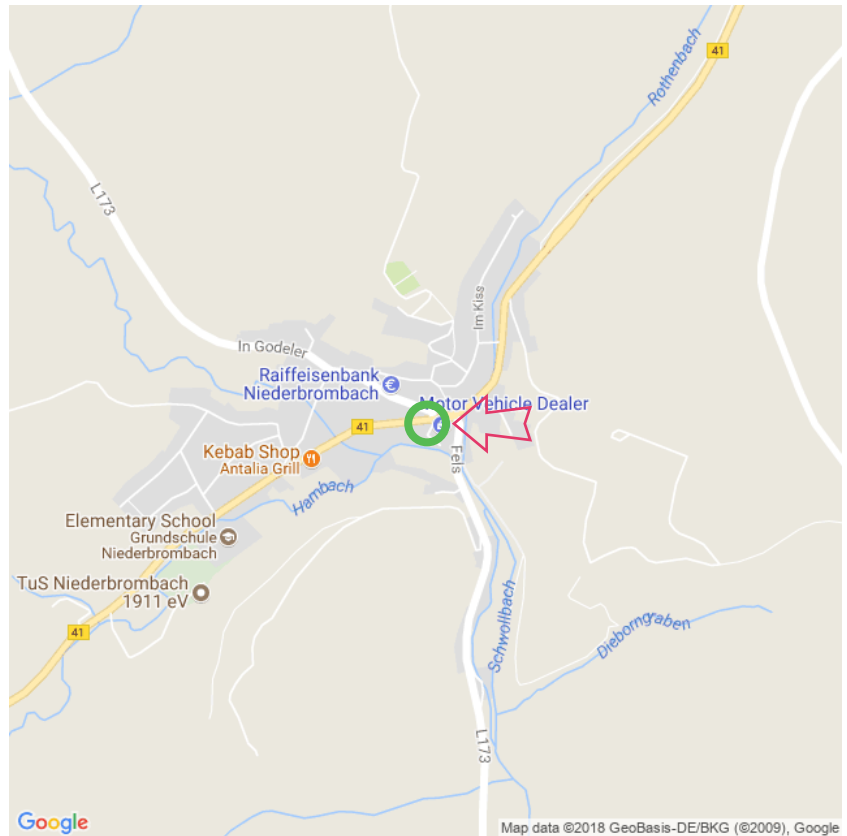 41
Rothenbach
L173
Im Kiss
In Godeler
Raiffeisenbank
Niederbrombach
€
Motor Vehicle Dealer
41
Kebab Shop
Antalia Grill
Fels
Hambach
Elementary School
Grundschule
Niederbrombach
TuS Niederbrombach
1911 eV
Schwollbach
Dieborngraben
41
L173
Google
Map data ©2018 GeoBasis-DE/BKG (©2009), Google